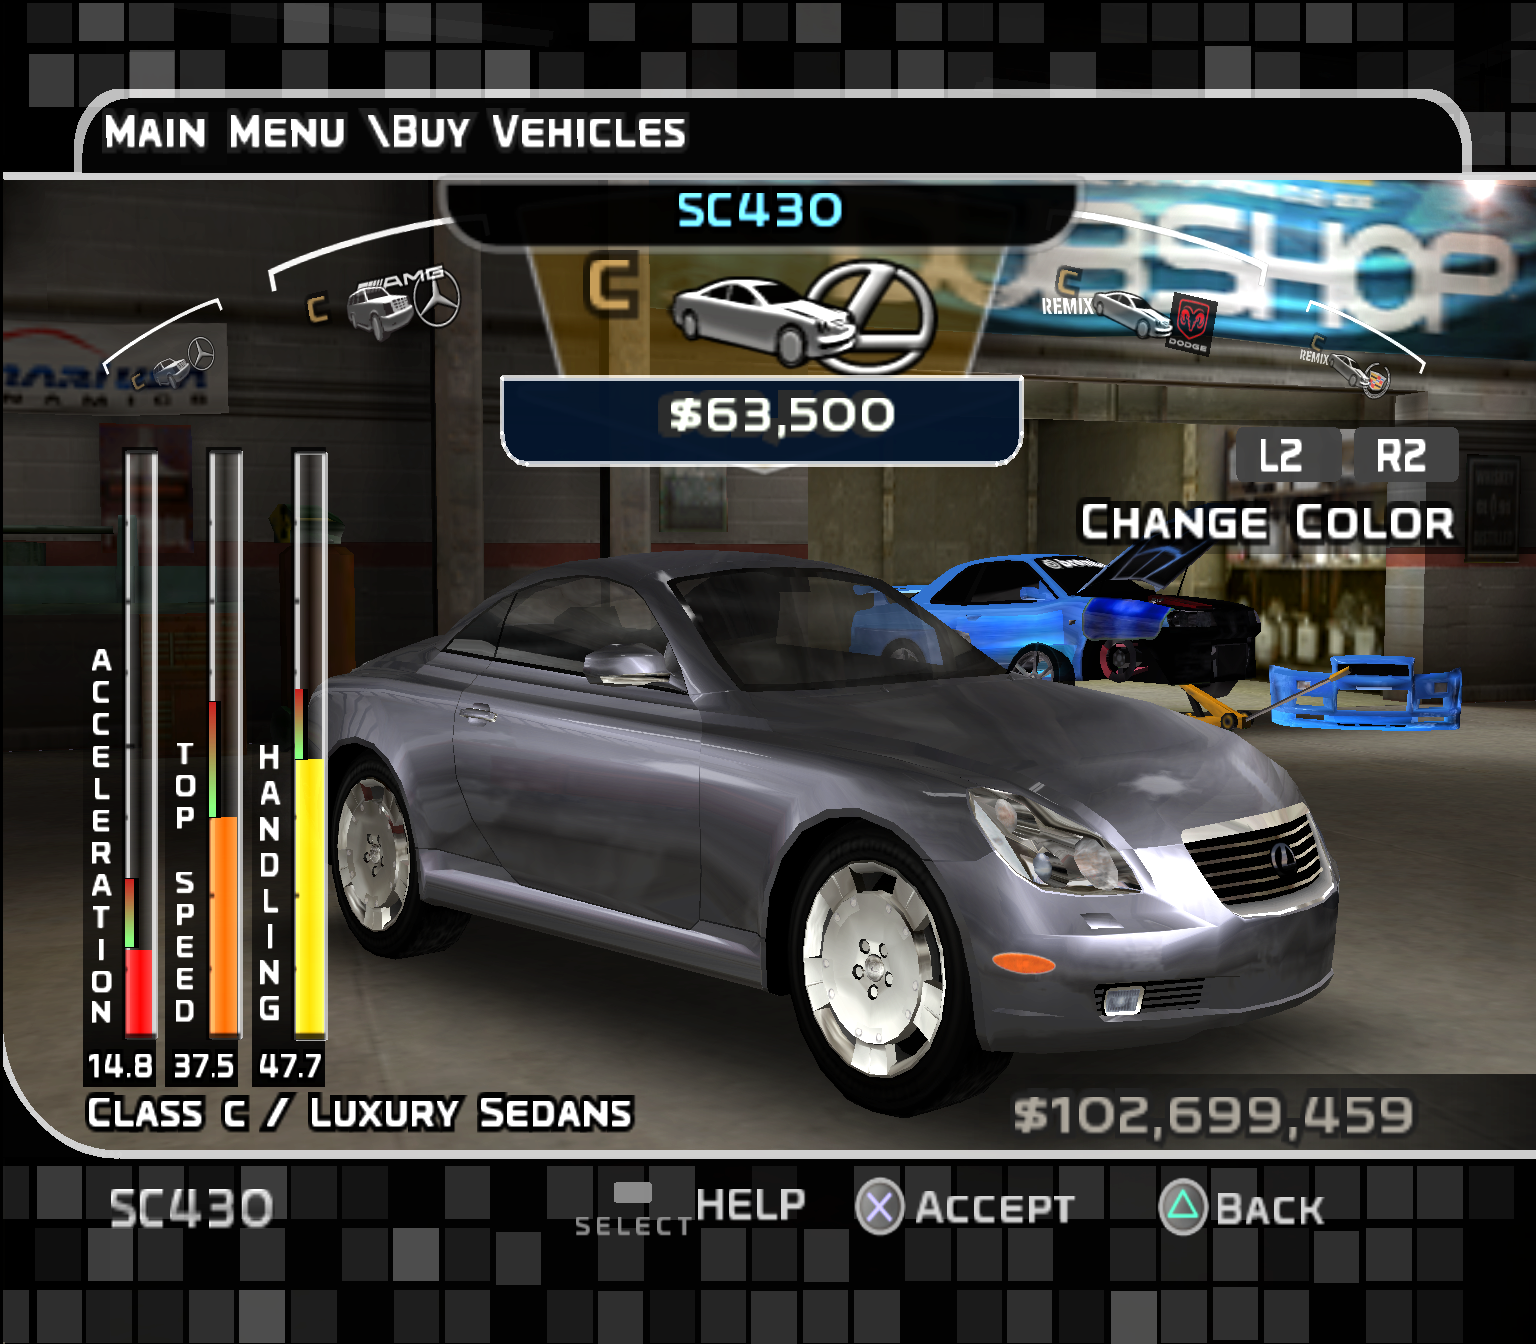 MAIN MENU \BUY VEHICLES
SC430
C
AMG
C
C
REMIX
DODGE
C
REMIX
C
$63,500
L2 R2
CHANGE COLOR
ACCELERATION
TOP SPEED
HANDLING
14.8 37.5 47.7
CLASS C / LUXURY SEDANS
$102,699,459
SC430
SELECT HELP
ACCEPT
BACK